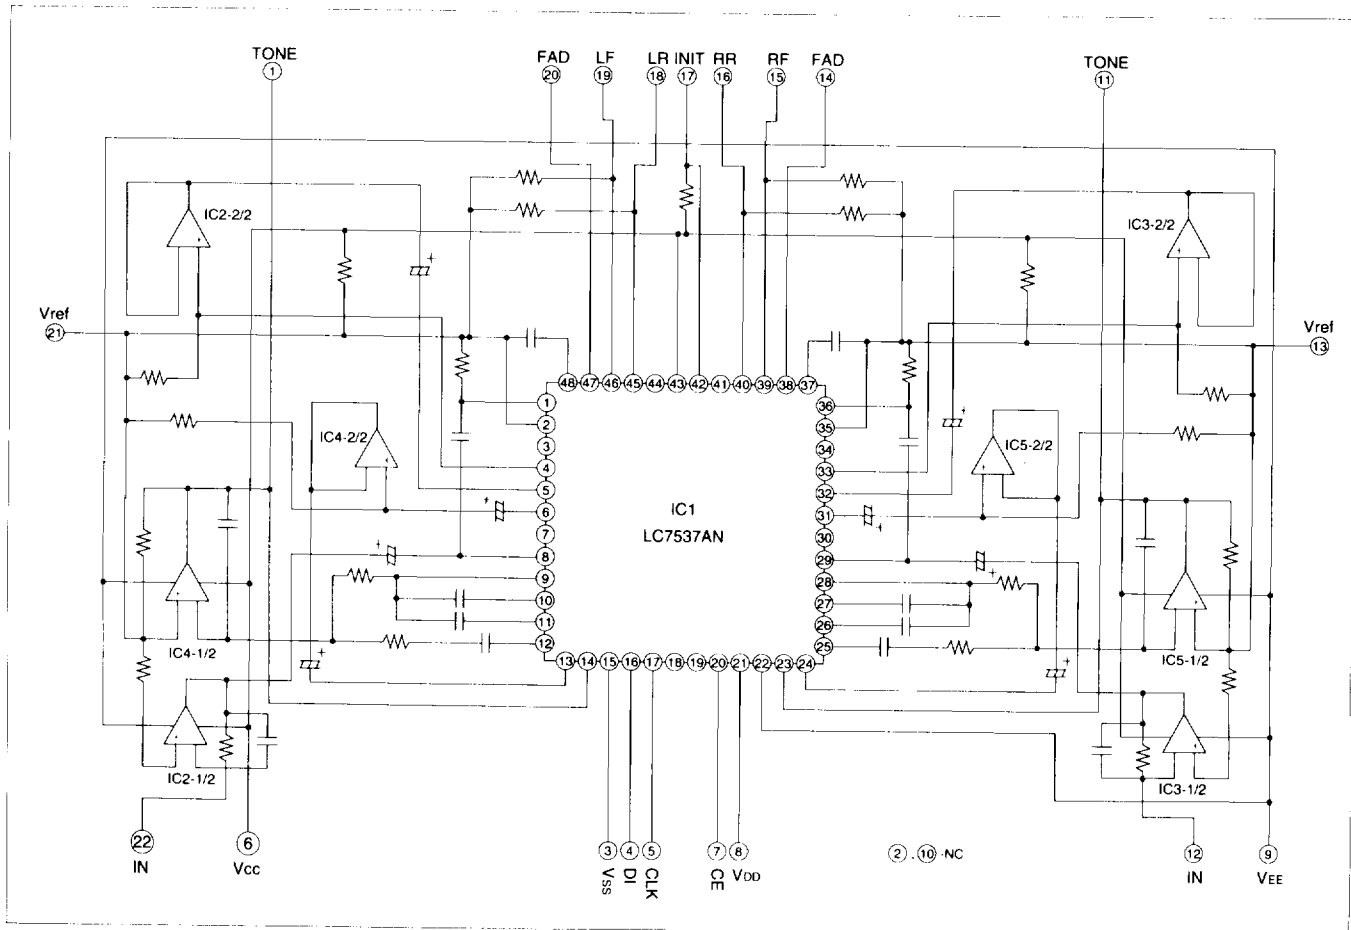 TONE
1
FAD
20
LF
19
LR
18
INIT
17
RR
16
RF
15
FAD
14
TONE
11
IC2-2/2
+
IC3-2/2
+
Vref
21
Vref
13
48 47 46 45 44 43 42 41 40 39 38 37
1
2
3
4
5
6
7
8
9
10
11
12
36
35
34
33
32
31
30
29
28
27
26
25
IC4-2/2
IC5-2/2
IC1
LC7537AN
IC4-1/2
IC5-1/2
13 14 15 16 17 18 19 20 21 22 23 24
IC2-1/2
IC3-1/2
22
IN
6
Vcc
3
Vss
4
DI
5
CLK
7
CE
8
VDD
2 . 10 -NC
12
IN
9
VEE